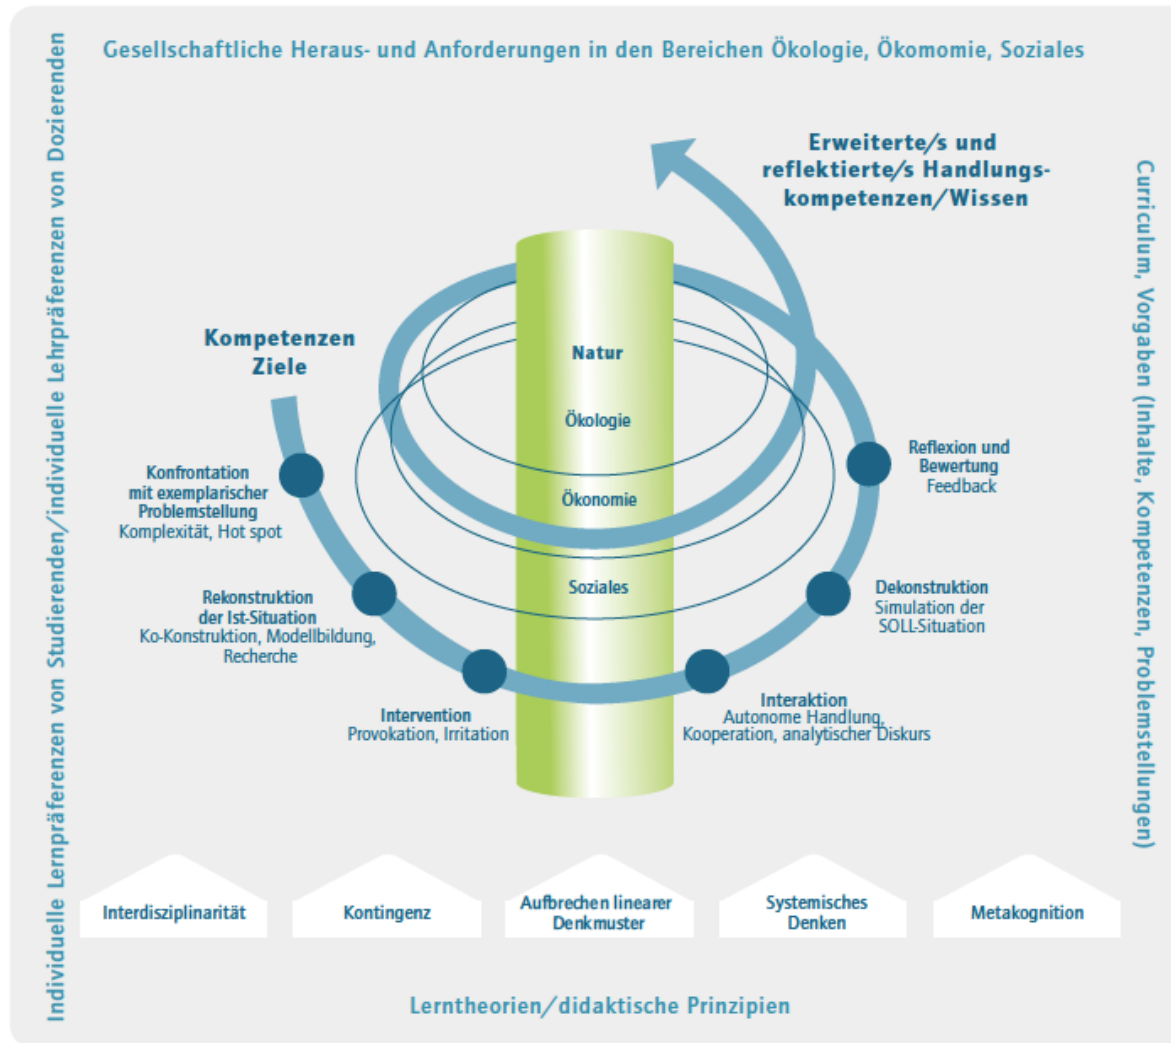 Gesellschaftliche Heraus- und Anforderungen in den Bereichen Ökologie, Ökomomie, Soziales
Individuelle Lernpräferenzen von Studierenden/individuelle Lehrpräferenzen von Dozierenden
Erweiterte/s und
reflektierte/s Handlungs-
kompetenzen/Wissen
Curriculum, Vorgaben (Inhalte, Kompetenzen, Problemstellungen)
Kompetenzen
Ziele
Natur
Ökologie
Ökonomie
Soziales
Konfrontation
mit exemplarischer
Problemstellung
Komplexität, Hot spot
Rekonstruktion
der Ist-Situation
Ko-Konstruktion, Modellbildung,
Recherche
Intervention
Provokation, Irritation
Interaktion
Autonome Handlung,
Kooperation, analytischer Diskurs
Dekonstruktion
Simulation der
SOLL-Situation
Reflexion und
Bewertung
Feedback
Interdisziplinarität
Kontingenz
Aufbrechen linearer
Denkmuster
Systemisches
Denken
Metakognition
Lerntheorien/didaktische Prinzipien